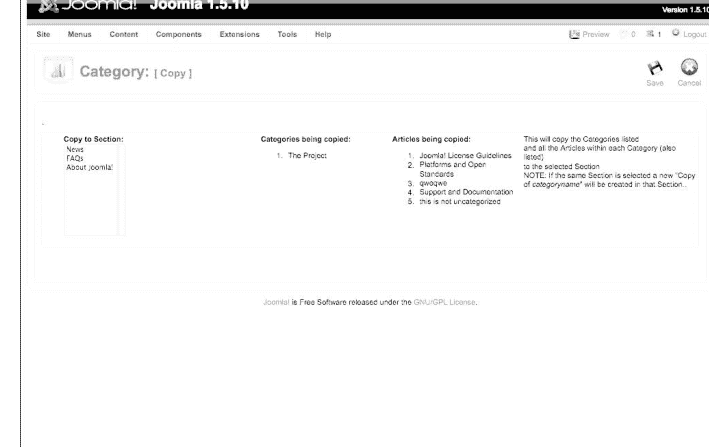 Joomla! Joomla 1.5.10
Version 1.5.10
Site Menus Content Components Extensions Tools Help Preview 0 1 Logout
Category: [ Copy ]
Save Cancel
Copy to Section:
News
FAQs
About Joomla!
Categories being copied:
1. The Project
Articles being copied:
1. Joomla! License Guidelines
2. Platforms and Open
Standards
3. qwqwe
4. Support and Documentation
5. this is not uncategorized
This will copy the Categories listed
and all the Articles within each Category (also
listed)
to the selected Section
NOTE: If the same Section is selected a new "Copy
of categoryname" will be created in that Section..
Joomla! is Free Software released under the GNU/GPL License.